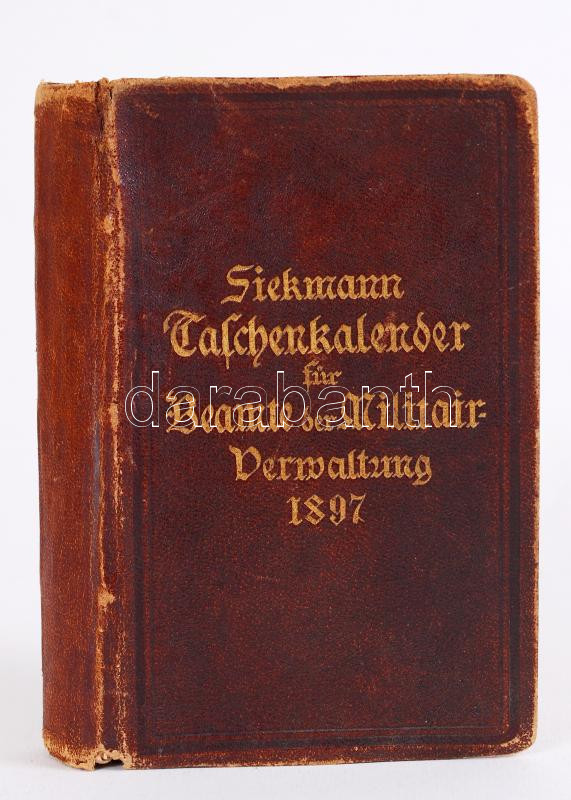 Siekmann
Taschenkalender
für
Beamte der Militair-
Verwaltung
1897
darabanth